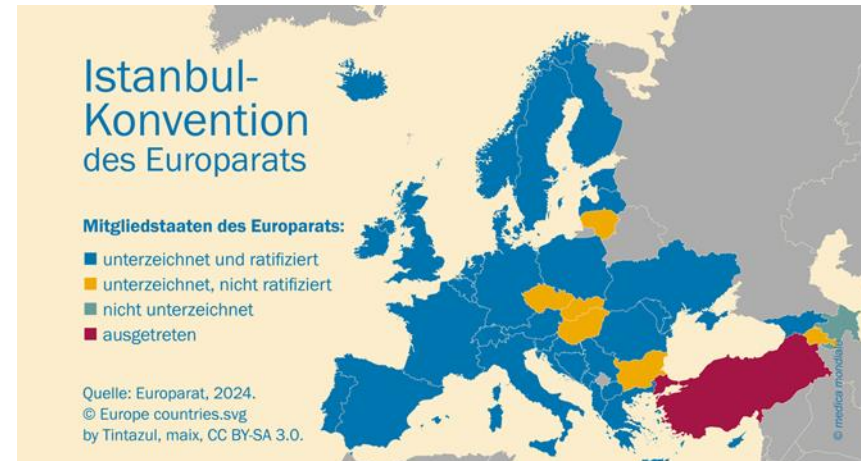 Istanbul-
Konvention
des Europarats
Mitgliedstaaten des Europarats:
unterzeichnet und ratifiziert
unterzeichnet, nicht ratifiziert
nicht unterzeichnet
ausgetreten
Quelle: Europarat, 2024.
© Europe countries.svg
by Tintazul, maix, CC BY-SA 3.0.
© medica mondiale